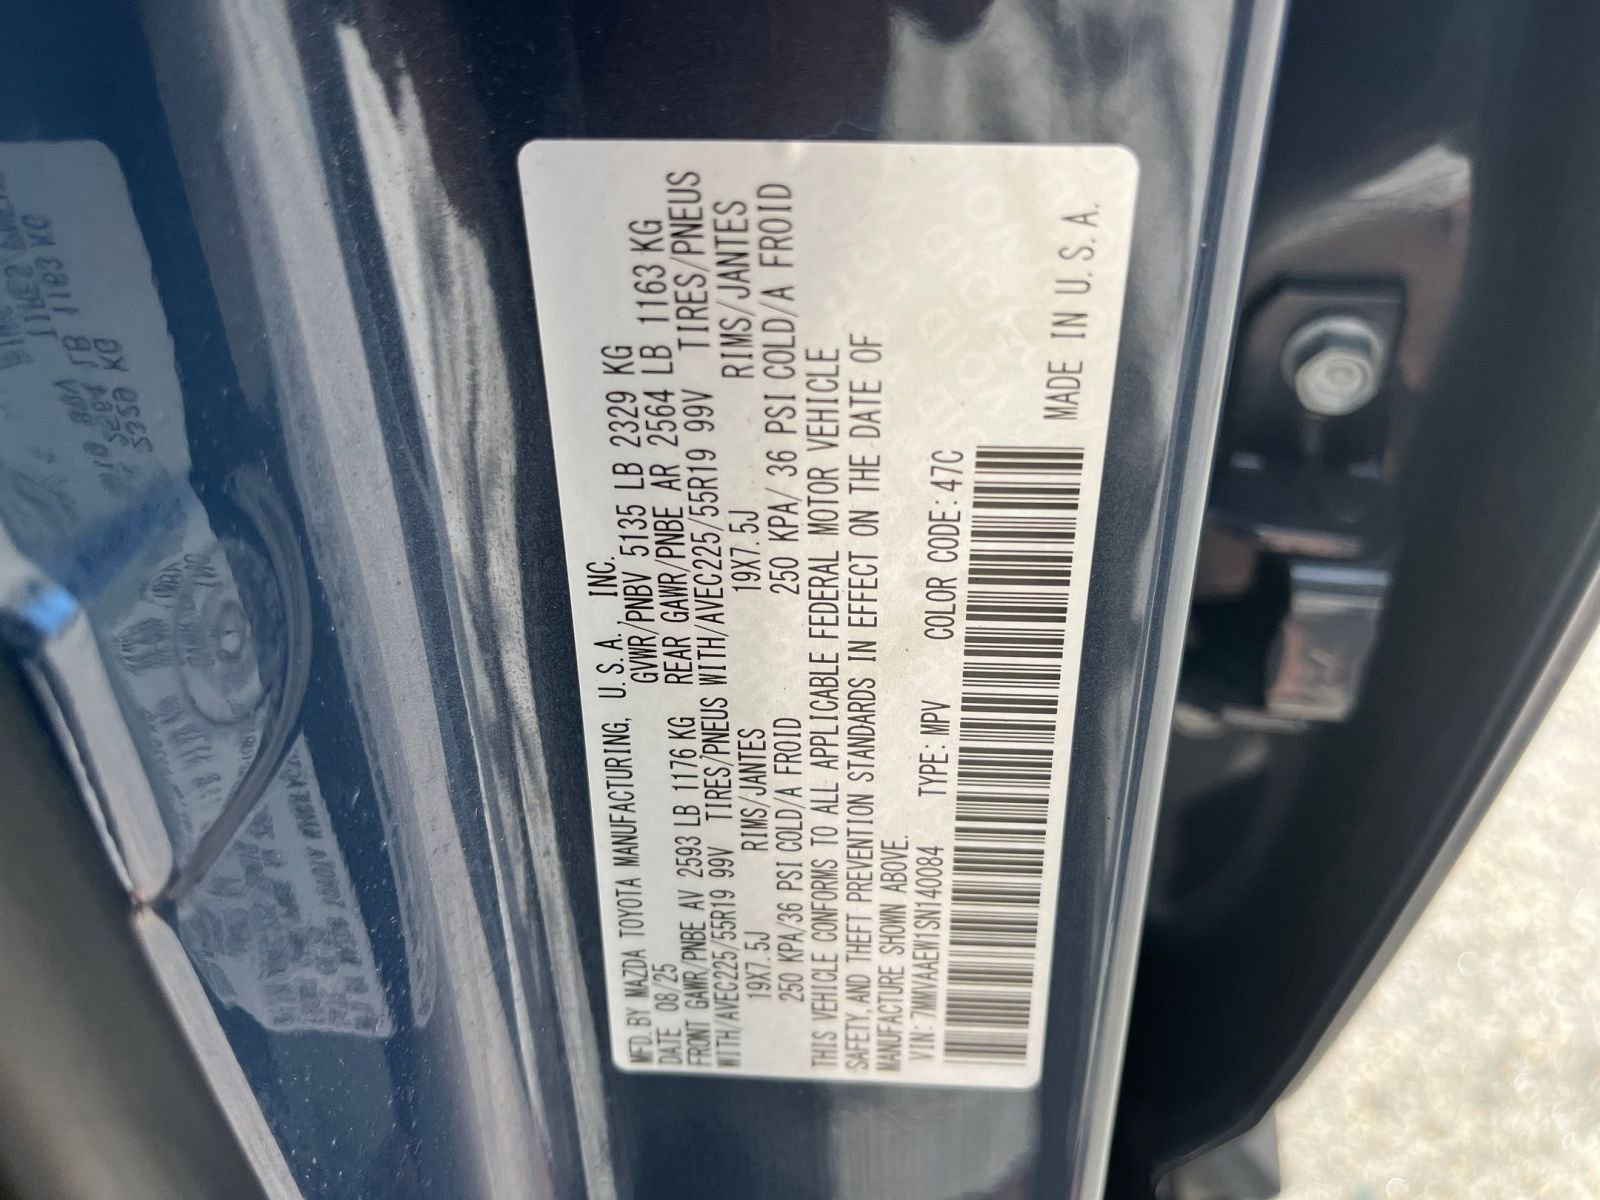 MFD. BY MAZDA TOYOTA MANUFACTURING, U.S.A., INC.
DATE 08/25 GVWR/PNBV 5135 LB 2329 KG
FRONT GAWR/PNBE AV 2593 LB 1176 KG REAR GAWR/PNBE AR 2564 LB 1163 KG
WITH/AVEC225/55R19 99V TIRES/PNEUS WITH/AVEC225/55R19 99V TIRES/PNEUS
19X7.5J RIMS/JANTES 19X7.5J RIMS/JANTES
250 KPA/36 PSI COLD/A FROID 250 KPA/ 36 PSI COLD/A FROID
THIS VEHICLE CONFORMS TO ALL APPLICABLE FEDERAL MOTOR VEHICLE
SAFETY, AND THEFT PREVENTION STANDARDS IN EFFECT ON THE DATE OF
MANUFACTURE SHOWN ABOVE.
VIN: 7MMVAAEW1SN140084 TYPE: MPV COLOR CODE: 47C
MADE IN U.S.A.